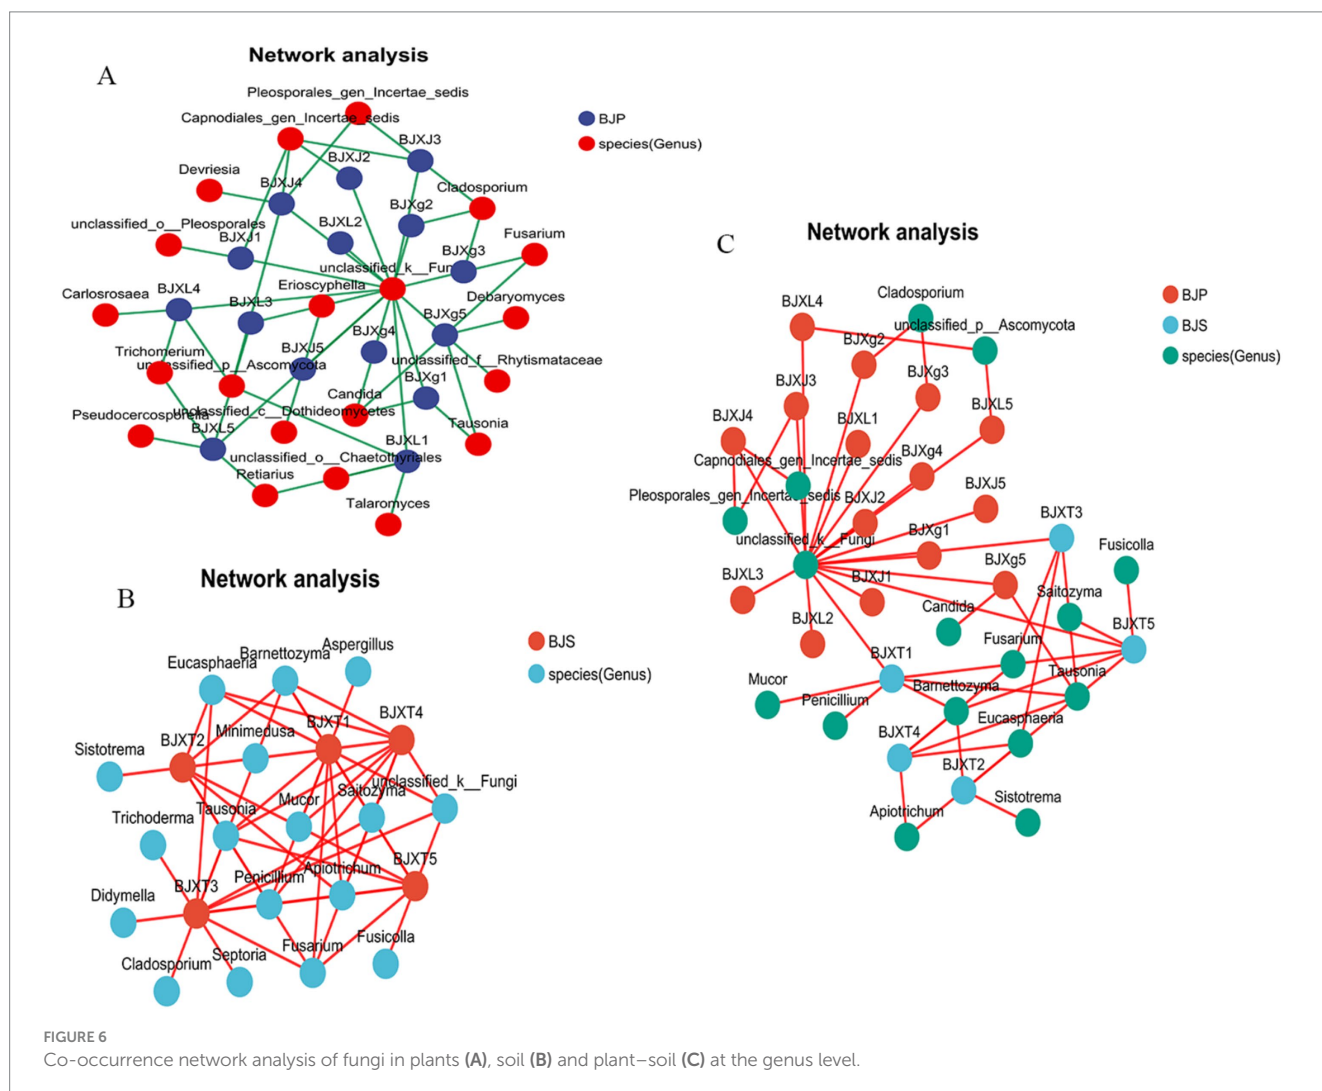 Network analysis
A
Pleosporales_gen_Incertae_sedis
Capnodiales_gen_Incertae_sedis
BJP
species(Genus)
BJXJ3
BJXJ2
Devriesia
BJXJ4
Cladosporium
BJXg2
unclassified_o__Pleosporales
BJXL2
Fusarium
BJXJ1
BJXg3
unclassified_k__Fungi
Erioscyphella
Carlosrosaea
BJXL4
BJXL3
Debaryomyces
BJXg5
BJXg4
Trichomerium
BJXJ5
unclassified_f__Rhytismataceae
unclassified_p__Ascomycota
BJXg1
Candida
Pseudocercosporella
unclassified_c__Dothideomycetes
Tausonia
BJXL5
BJXL1
unclassified_o__Chaetothyriales
Retiarius
Talaromyces
Network analysis
B
BJS
species(Genus)
Aspergillus
Barnettozyma
Eucasphaeria
BJXT4
BJXT1
Minimedusa
BJXT2
Sistotrema
unclassified_k__Fungi
Saitozyma
Mucor
Tausonia
Trichoderma
BJXT5
Apiotrichum
Penicillium
BJXT3
Didymella
Fusicolla
Fusarium
Septoria
Cladosporium
C
Network analysis
BJP
BJS
species(Genus)
BJXL4
Cladosporium
unclassified_p__Ascomycota
BJXg2
BJXg3
BJXJ3
BJXL5
BJXJ4
BJXL1
BJXg4
Capnodiales_gen_Incertae_sedis
BJXJ5
Pleosporales_gen_Incertae_sedis
BJXJ2
BJXT3
unclassified_k__Fungi
BJXg1
Fusicolla
BJXg5
BJXL3
BJXJ1
Saitozyma
Candida
BJXL2
BJXT5
Fusarium
BJXT1
Tausonia
Mucor
Barnettozyma
Penicillium
Eucasphaeria
BJXT4
BJXT2
Sistotrema
Apiotrichum
FIGURE 6
Co-occurrence network analysis of fungi in plants (A), soil (B) and plant–soil (C) at the genus level.